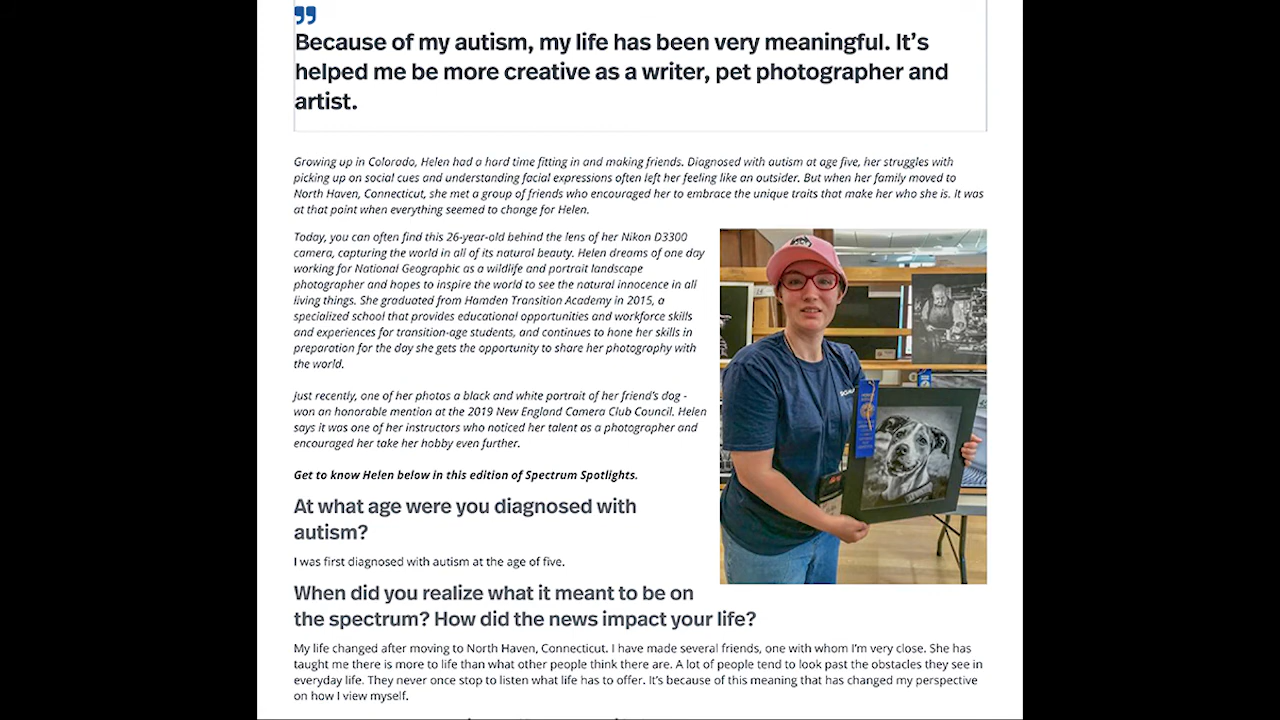 ”
Because of my autism, my life has been very meaningful. It’s
helped me be more creative as a writer, pet photographer and
artist.
Growing up in Colorado, Helen had a hard time fitting in and making friends. Diagnosed with autism at age five, her struggles with
picking up on social cues and understanding facial expressions often left her feeling like an outsider. But when her family moved to
North Haven, Connecticut, she met a group of friends who encouraged her to embrace the unique traits that make her who she is. It was
at that point when everything seemed to change for Helen.
Today, you can often find this 26-year-old behind the lens of her Nikon D3300
camera, capturing the world in all of its natural beauty. Helen dreams of one day
working for National Geographic as a wildlife and portrait landscape
photographer and hopes to inspire the world to see the natural innocence in all
living things. She graduated from Hamden Transition Academy in 2015, a
specialized school that provides educational opportunities and workforce skills
and experiences for transition-age students, and continues to hone her skills in
preparation for the day she gets the opportunity to share her photography with
the world.
Just recently, one of her photos a black and white portrait of her friend’s dog -
won an honorable mention at the 2019 New England Camera Club Council. Helen
says it was one of her instructors who noticed her talent as a photographer and
encouraged her take her hobby even further.
Get to know Helen below in this edition of Spectrum Spotlights.
At what age were you diagnosed with
autism?
I was first diagnosed with autism at the age of five.
When did you realize what it meant to be on
the spectrum? How did the news impact your life?
My life changed after moving to North Haven, Connecticut. I have made several friends, one with whom I’m very close. She has
taught me there is more to life than what other people think there are. A lot of people tend to look past the obstacles they see in
everyday life. They never once stop to listen what life has to offer. It’s because of this meaning that has changed my perspective
on how I view myself.